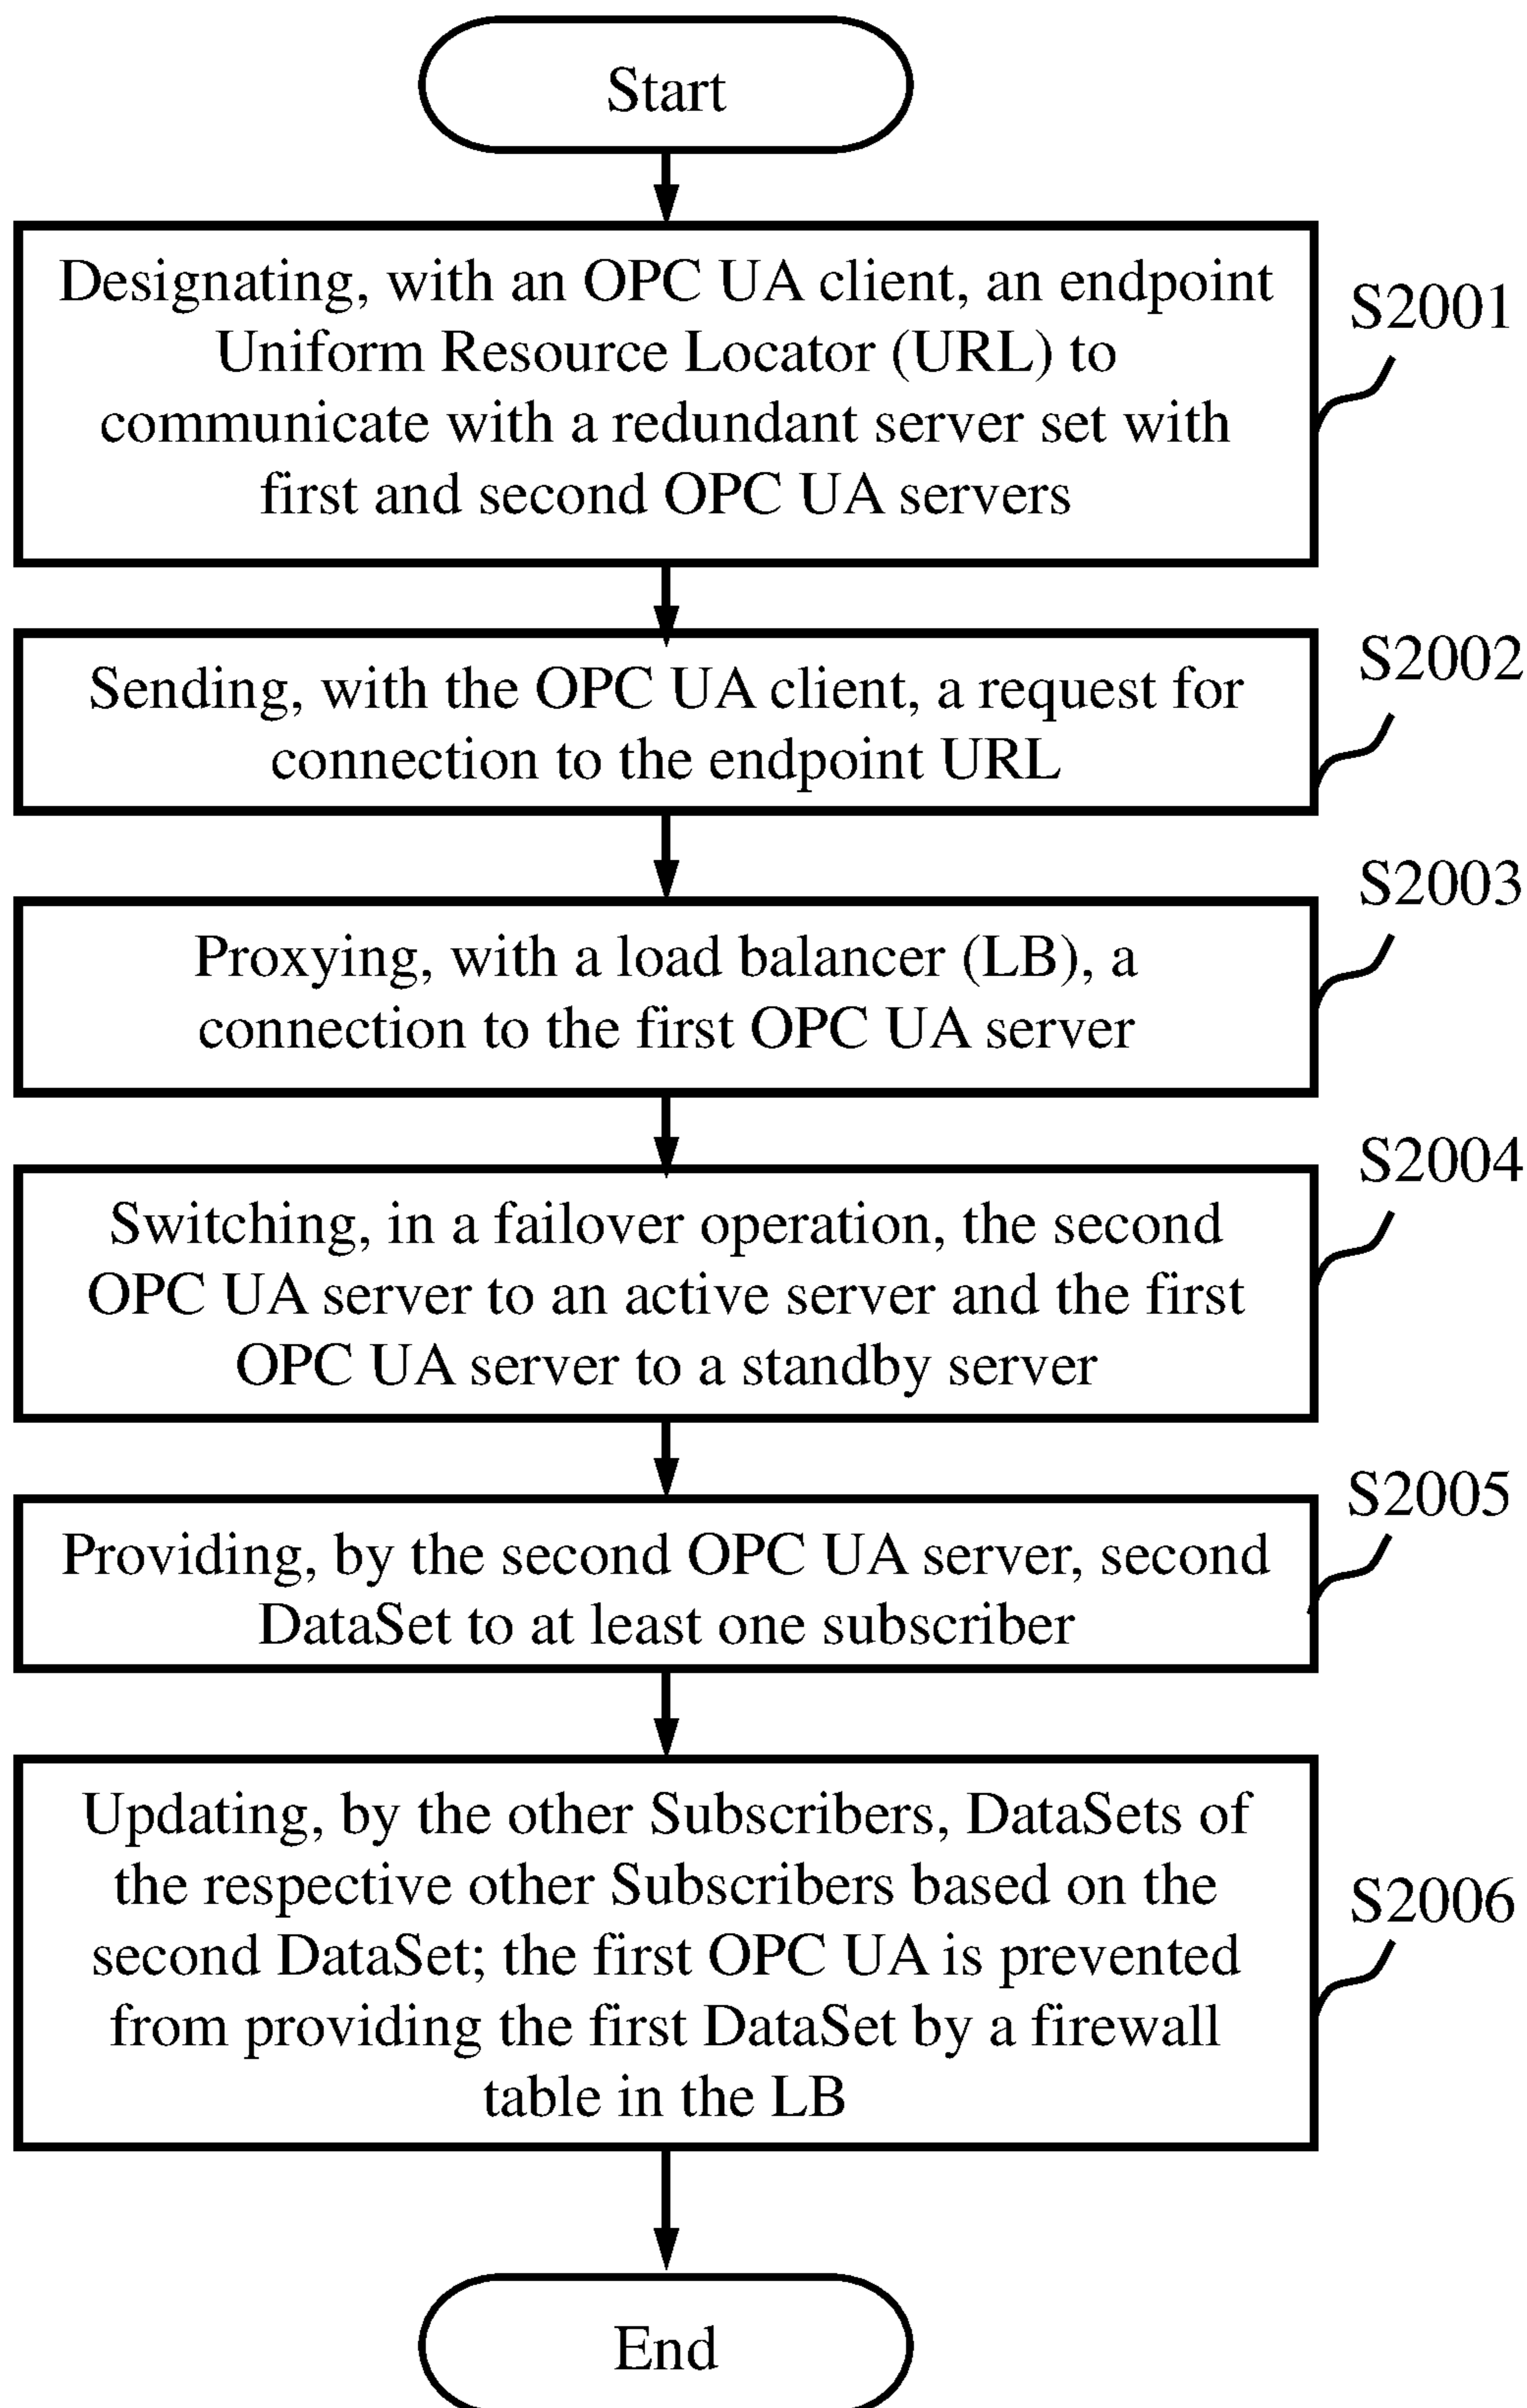 Start
Designating, with an OPC UA client, an endpoint
Uniform Resource Locator (URL) to
communicate with a redundant server set with
first and second OPC UA servers
S2001
Sending, with the OPC UA client, a request for
connection to the endpoint URL
S2002
Proxying, with a load balancer (LB), a
connection to the first OPC UA server
S2003
Switching, in a failover operation, the second
OPC UA server to an active server and the first
OPC UA server to a standby server
S2004
Providing, by the second OPC UA server, second
DataSet to at least one subscriber
S2005
Updating, by the other Subscribers, DataSets of
the respective other Subscribers based on the
second DataSet; the first OPC UA is prevented
from providing the first DataSet by a firewall
table in the LB
S2006
End